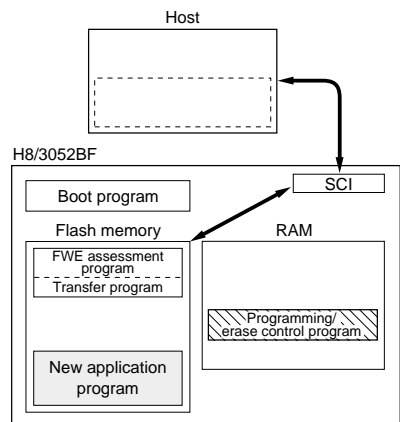 Host
H8/3052BF
SCI
Boot program
Flash memory
RAM
FWE assessment
program
Transfer program
Programming/
erase control program
New application
program